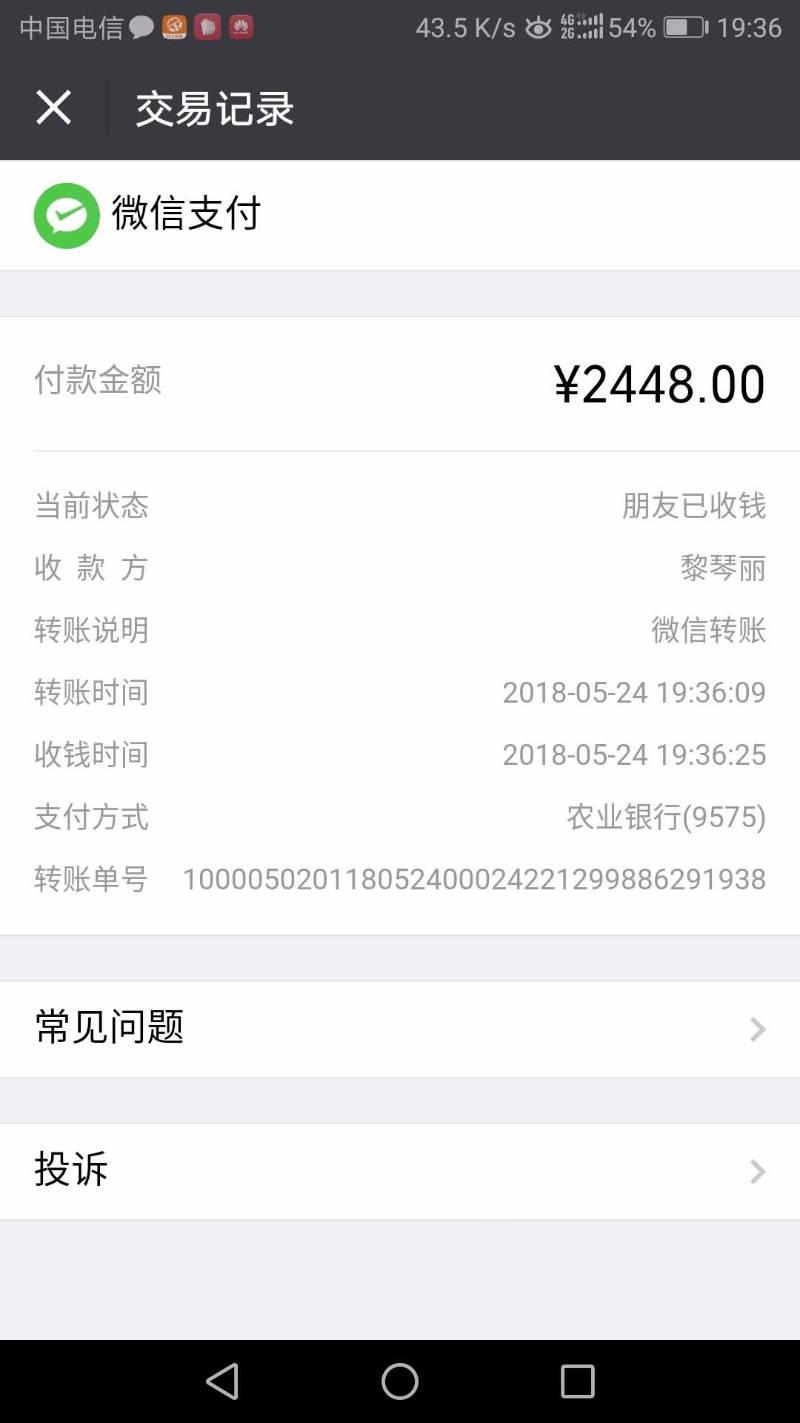 中国电信 43.5 K/s 4G 2G 54% 19:36
交易记录
微信支付
付款金额 ¥2448.00
当前状态 朋友已收钱
收款方 黎琴丽
转账说明 微信转账
转账时间 2018-05-24 19:36:09
收钱时间 2018-05-24 19:36:25
支付方式 农业银行(9575)
转账单号 1000050201180524000242212998862919​38
常见问题
投诉